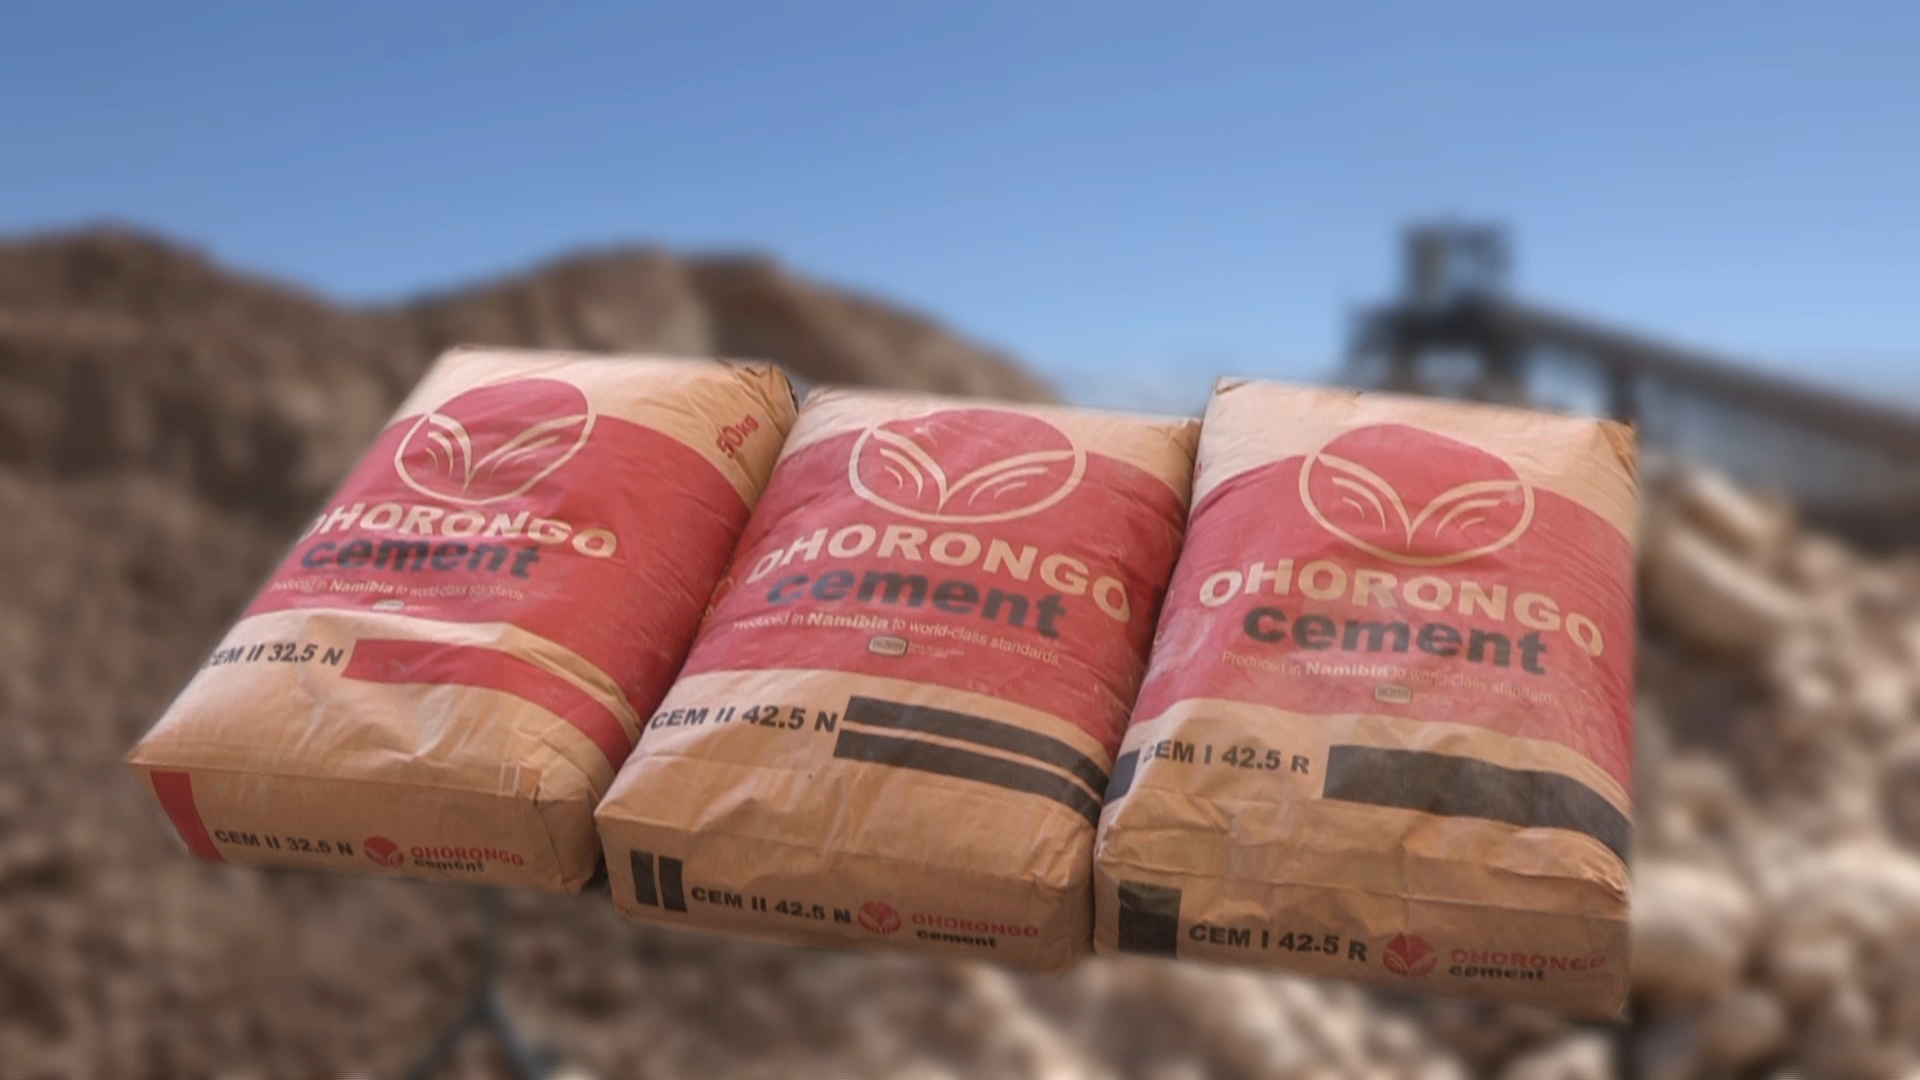 50kg
OHORONGO
cement
Produced in Namibia to world-class standards.
CEM II 32.5 N
CEM II 32.5 N
OHORONGO
cement
OHORONGO
cement
Produced in Namibia to world-class standards.
CEM II 42.5 N
CEM II 42.5 N
OHORONGO
cement
OHORONGO
cement
Produced in Namibia to world-class standards.
CEM I 42.5 R
CEM I 42.5 R
OHORONGO
cement